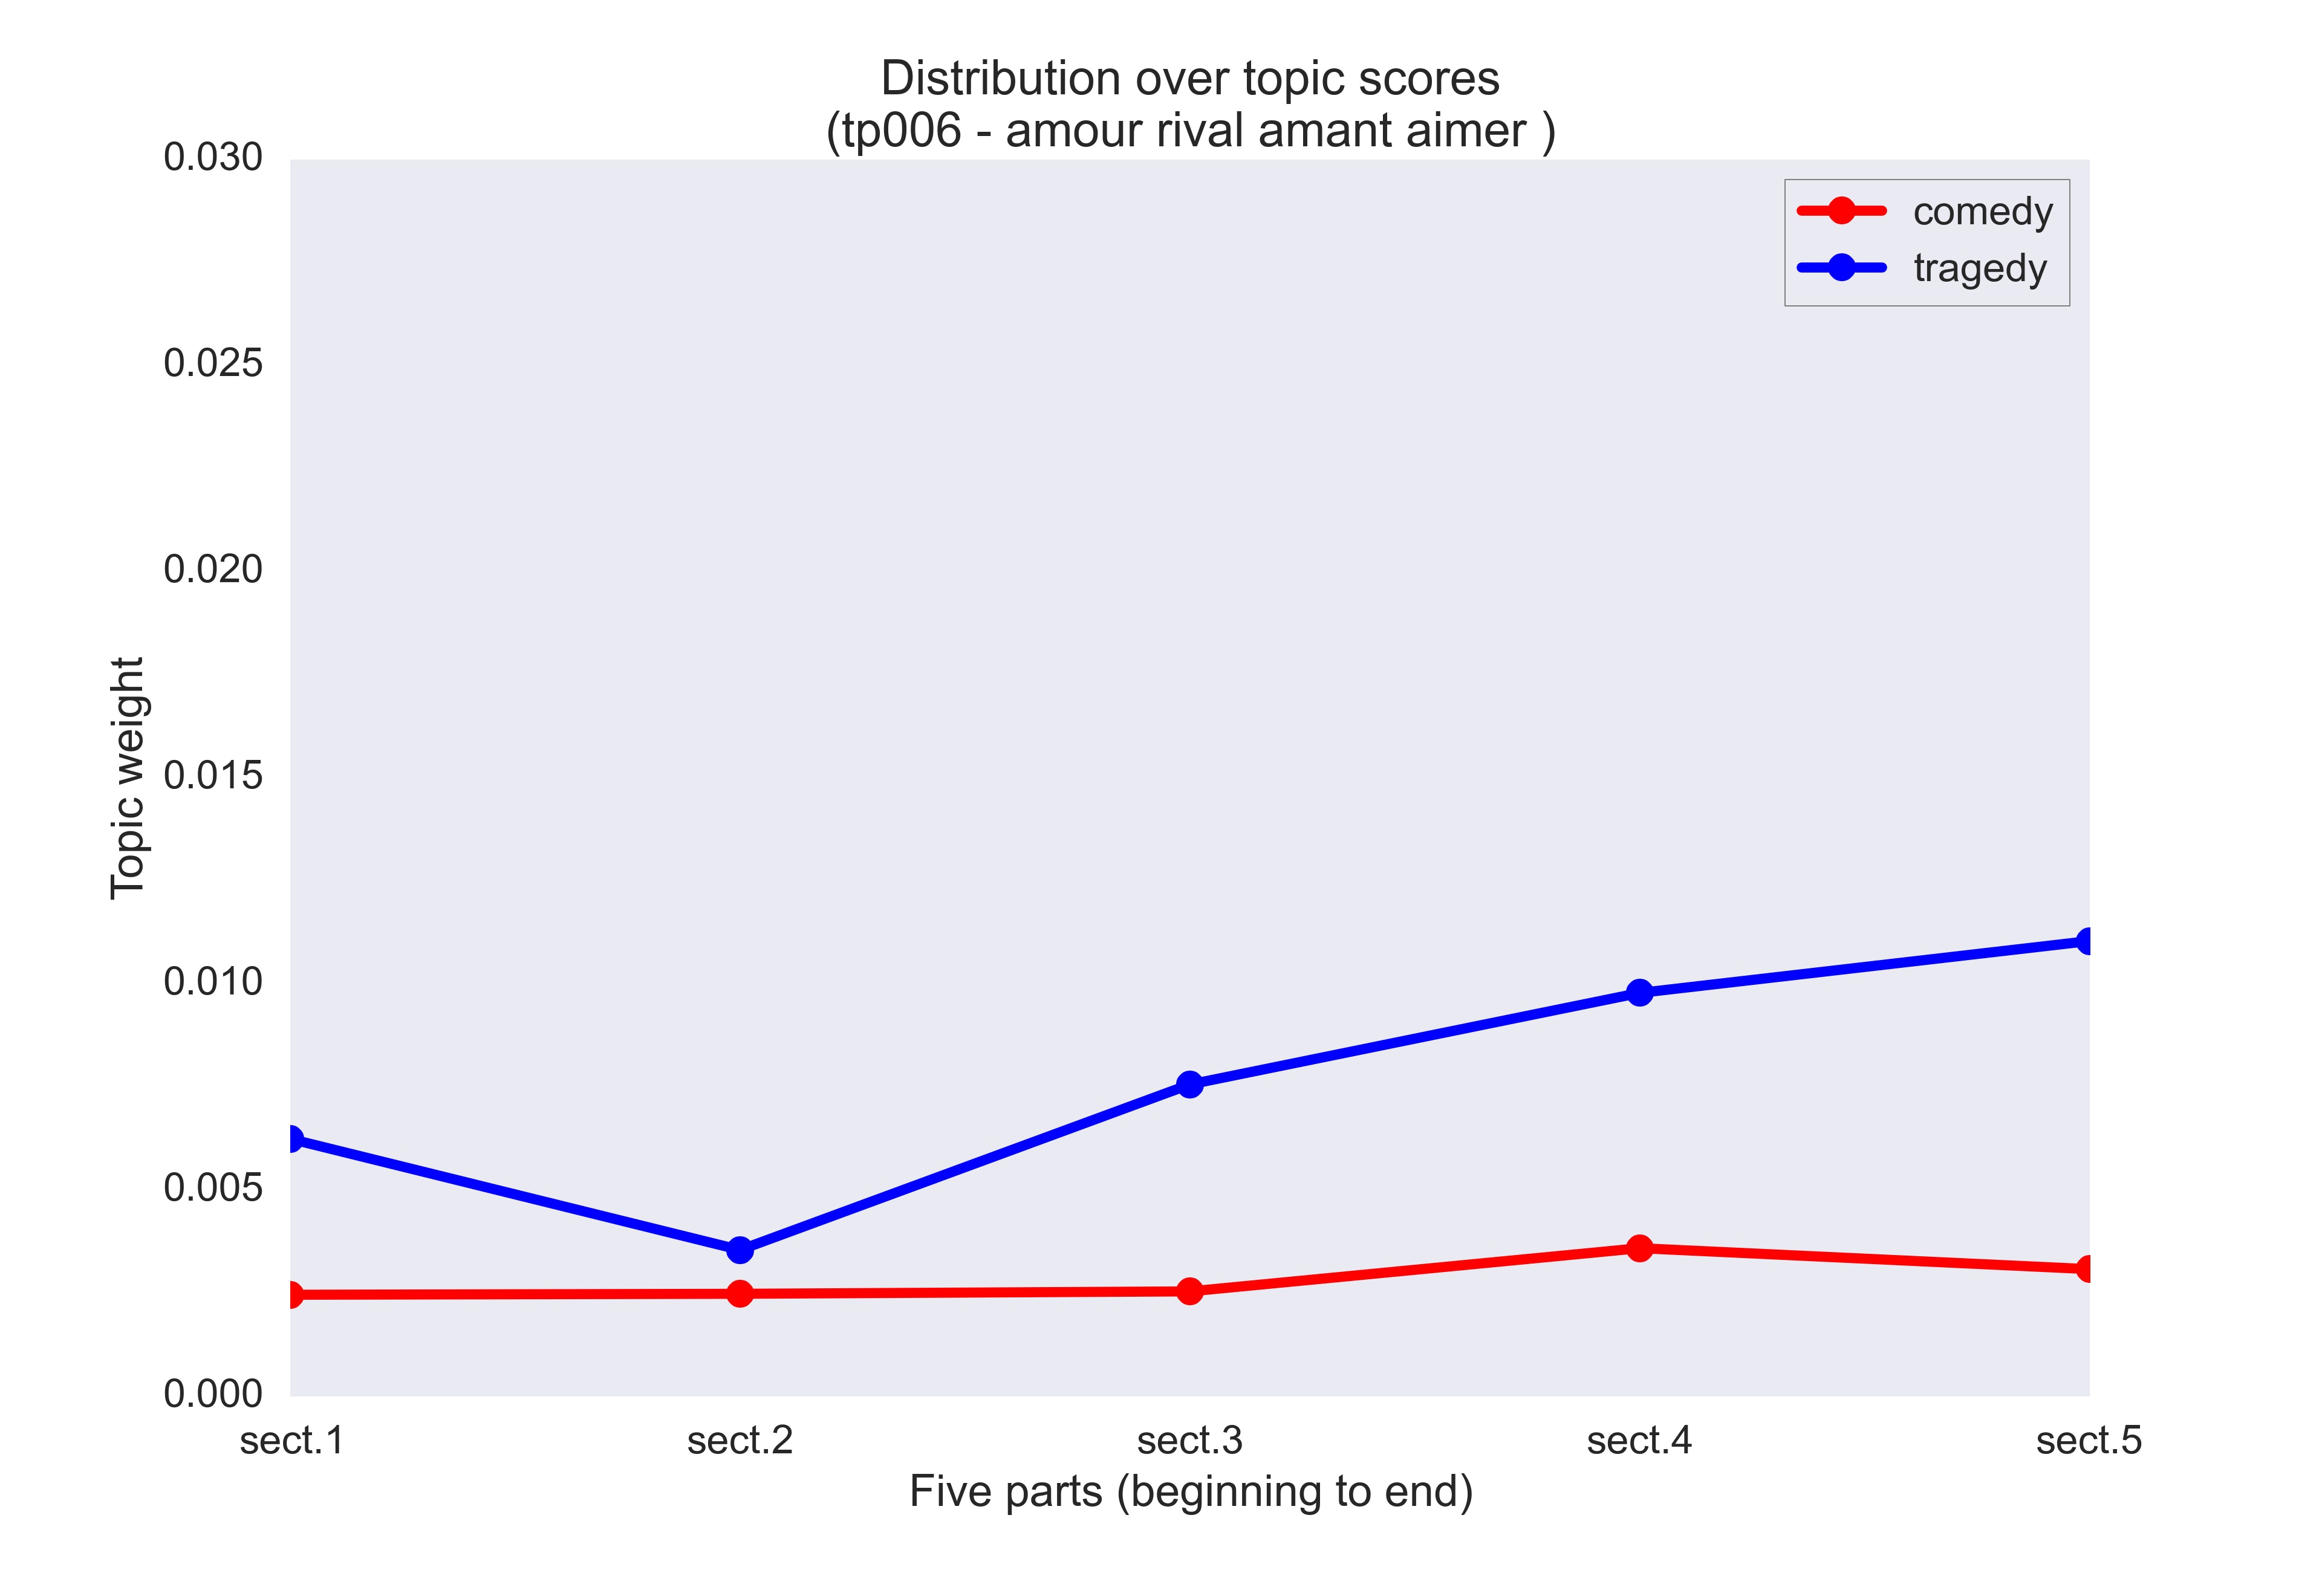 Distribution over topic scores
(tp006 - amour rival amant aimer )
comedy
tragedy
0.030
0.025
0.020
0.015
0.010
0.005
0.000
Topic weight
sect.1 sect.2 sect.3 sect.4 sect.5
Five parts (beginning to end)